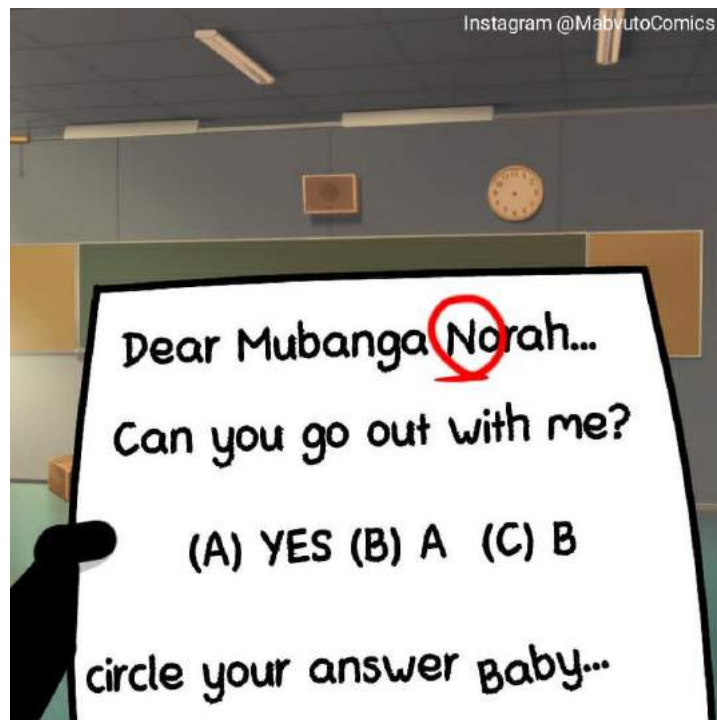 Instagram @MabvutoComics
Dear Mubanga Norah...
Can you go out with me?
(A) YES (B) A (C) B
circle your answer Baby...